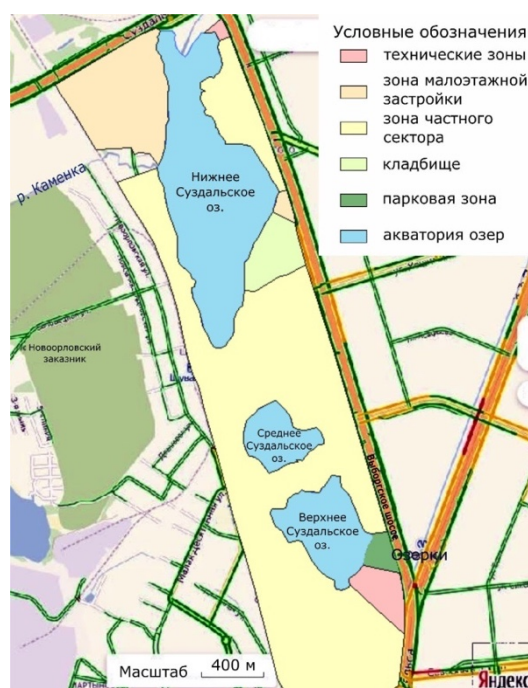 Условные обозначения
технические зоны
зона малоэтажной
застройки
зона частного
сектора
кладбище
парковая зона
акватория озер
р. Каменка
Нижнее
Суздальское
оз.
Новоорловский
заказник
Среднее
Суздальское
оз.
Верхнее
Суздальское
оз.
Выборгское шоссе
Озерки
Масштаб 400 м
Яндекс